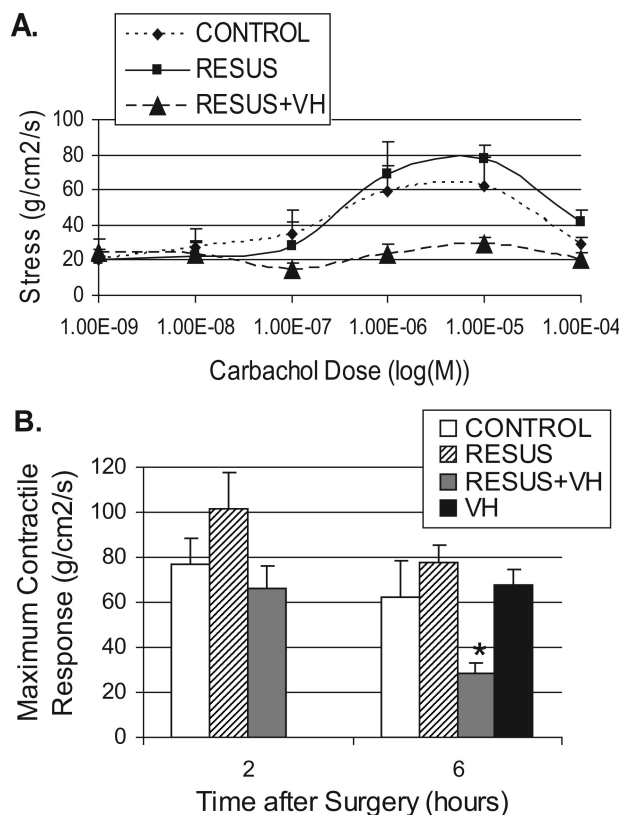 A.
CONTROL
RESUS
RESUS+VH
Stress (g/cm2/s)
100
80
60
40
20
0
1.00E-09 1.00E-08 1.00E-07 1.00E-06 1.00E-05 1.00E-04
Carbachol Dose (log(M))
B.
CONTROL
RESUS
RESUS+VH
VH
Maximum Contractile
Response (g/cm2/s)
120
100
80
60
40
20
0
*
2 6
Time after Surgery (hours)